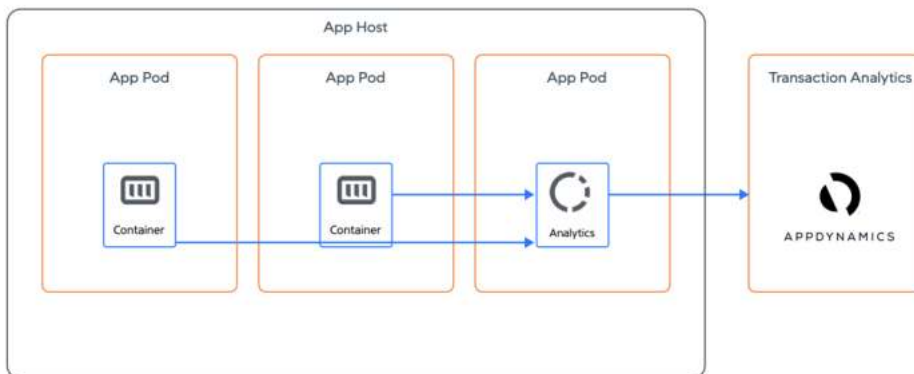 App Host
App Pod
App Pod
App Pod
Transaction Analytics
Container
Container
Analytics
APPDYNAMICS